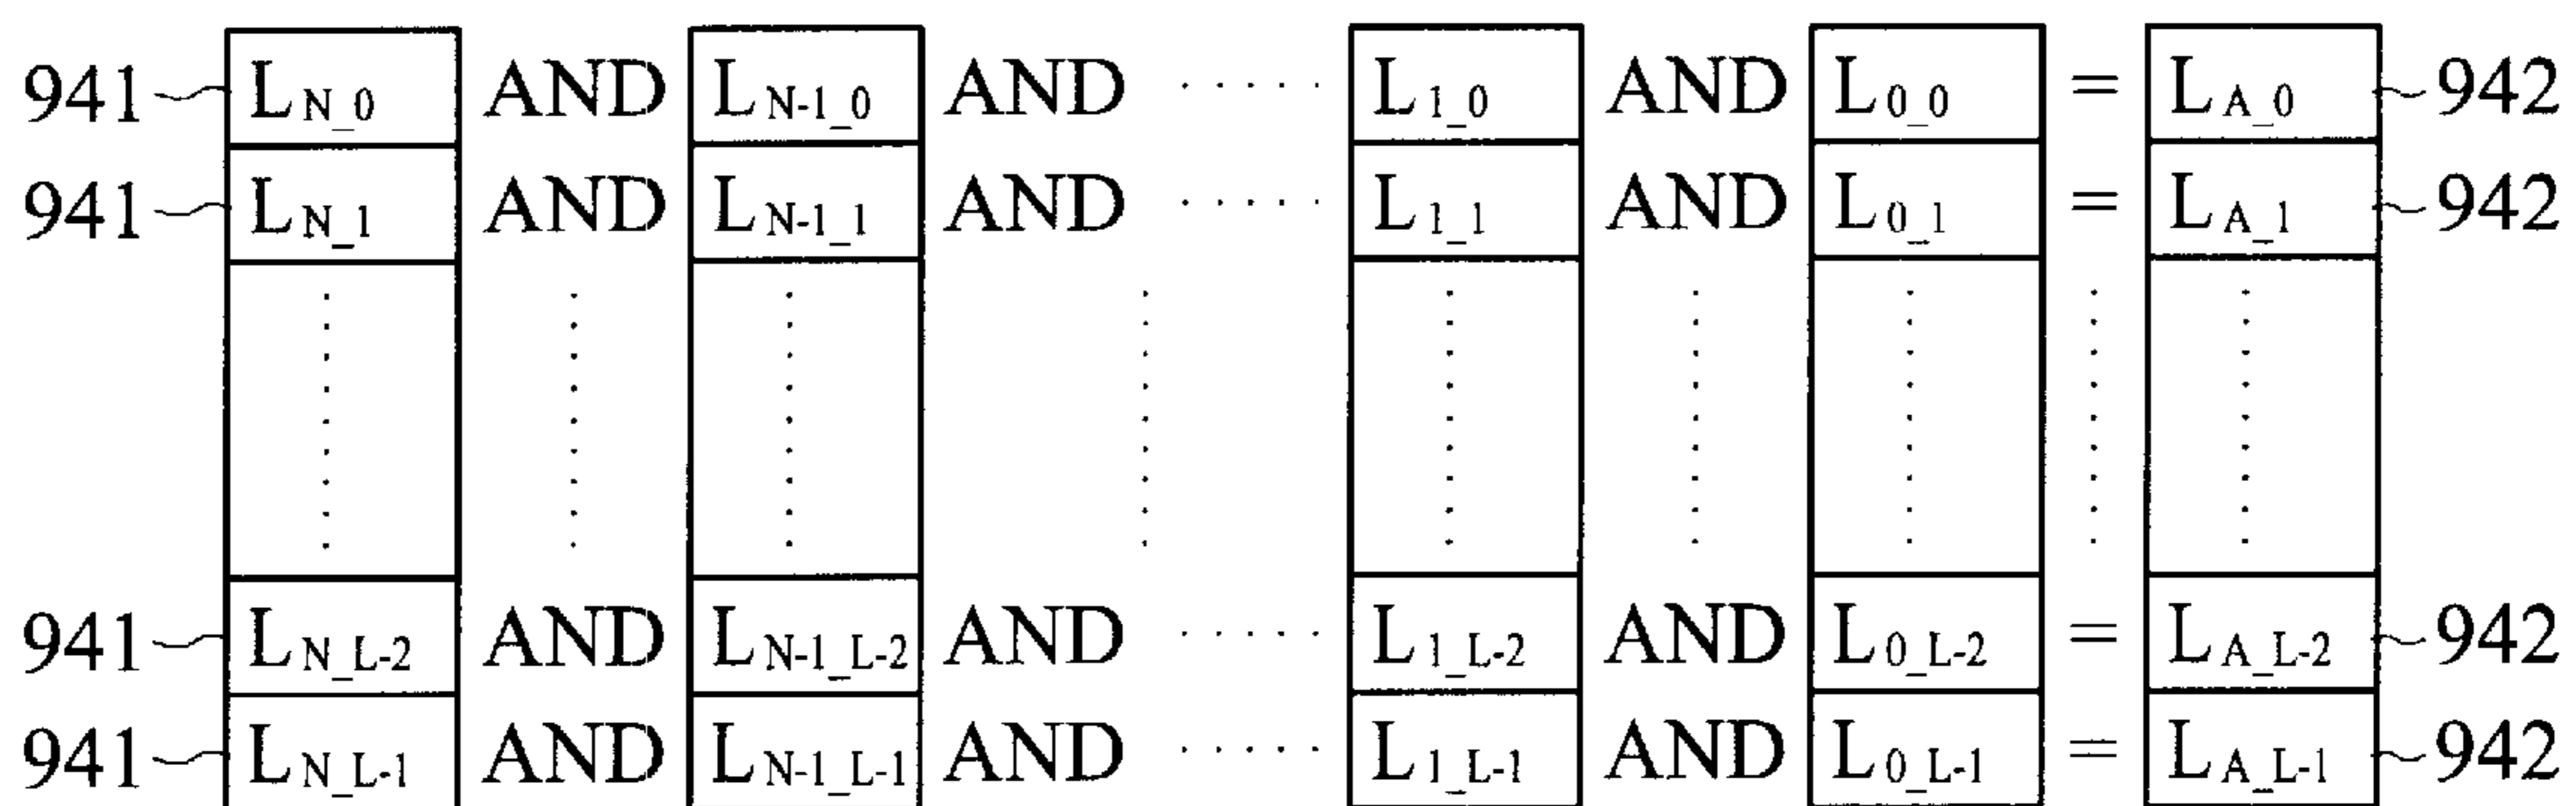 941 L N_0 AND L N-1_0 AND ····· L 1_0 AND L 0_0 = L A_0 942
941 L N_1 AND L N-1_1 AND ····· L 1_1 AND L 0_1 = L A_1 942
941 L N_L-2 AND L N-1_L-2 AND ····· L 1_L-2 AND L 0_L-2 = L A_L-2 942
941 L N_L-1 AND L N-1_L-1 AND ····· L 1_L-1 AND L 0_L-1 = L A_L-1 942